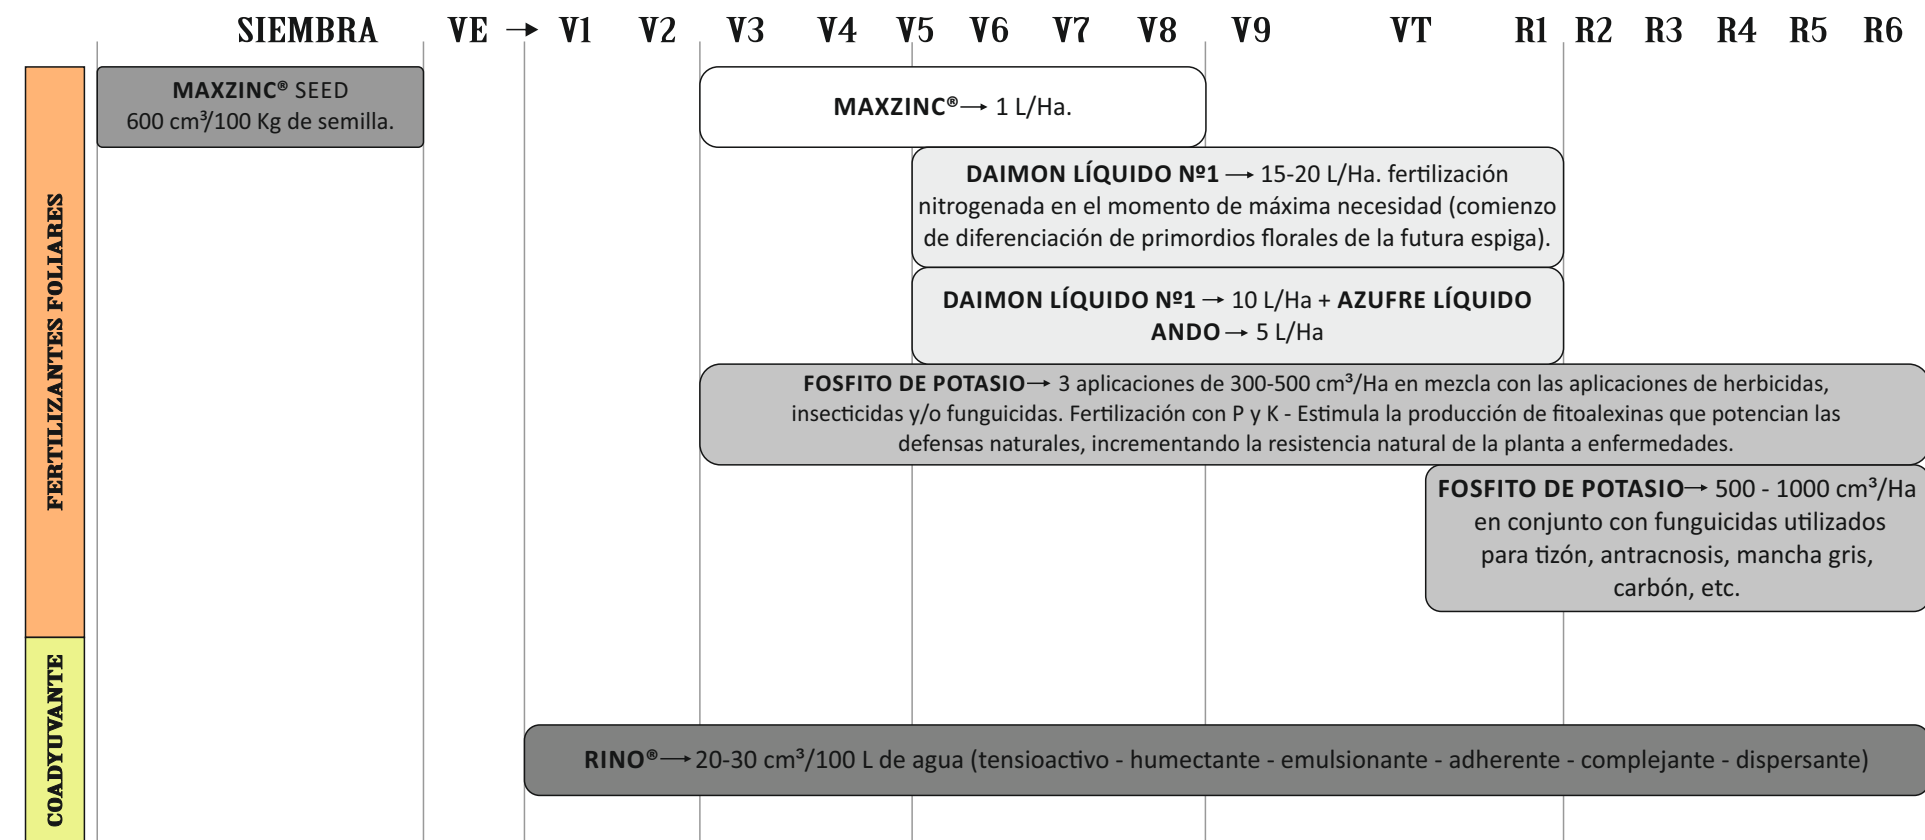 SIEMBRA VE → V1 V2 V3 V4 V5 V6 V7 V8 V9 VT R1 R2 R3 R4 R5 R6
FERTILIZANTES FOLIARES
MAXZINC® SEED
600 cm³/100 Kg de semilla.
MAXZINC®→ 1 L/Ha.
DAIMON LÍQUIDO Nº1 → 15-20 L/Ha. fertilización
nitrogenada en el momento de máxima necesidad (comienzo
de diferenciación de primordios florales de la futura espiga).
DAIMON LÍQUIDO Nº1 → 10 L/Ha + AZUFRE LÍQUIDO
ANDO → 5 L/Ha
FOSFITO DE POTASIO→ 3 aplicaciones de 300-500 cm³/Ha en mezcla con las aplicaciones de herbicidas,
insecticidas y/o funguicidas. Fertilización con P y K - Estimula la producción de fitoalexinas que potencian las
defensas naturales, incrementando la resistencia natural de la planta a enfermedades.
FOSFITO DE POTASIO→ 500 - 1000 cm³/Ha
en conjunto con funguicidas utilizados
para tizón, antracnosis, mancha gris,
carbón, etc.
COADYUVANTE
RINO®→ 20-30 cm³/100 L de agua (tensioactivo - humectante - emulsionante - adherente - complejante - dispersante)